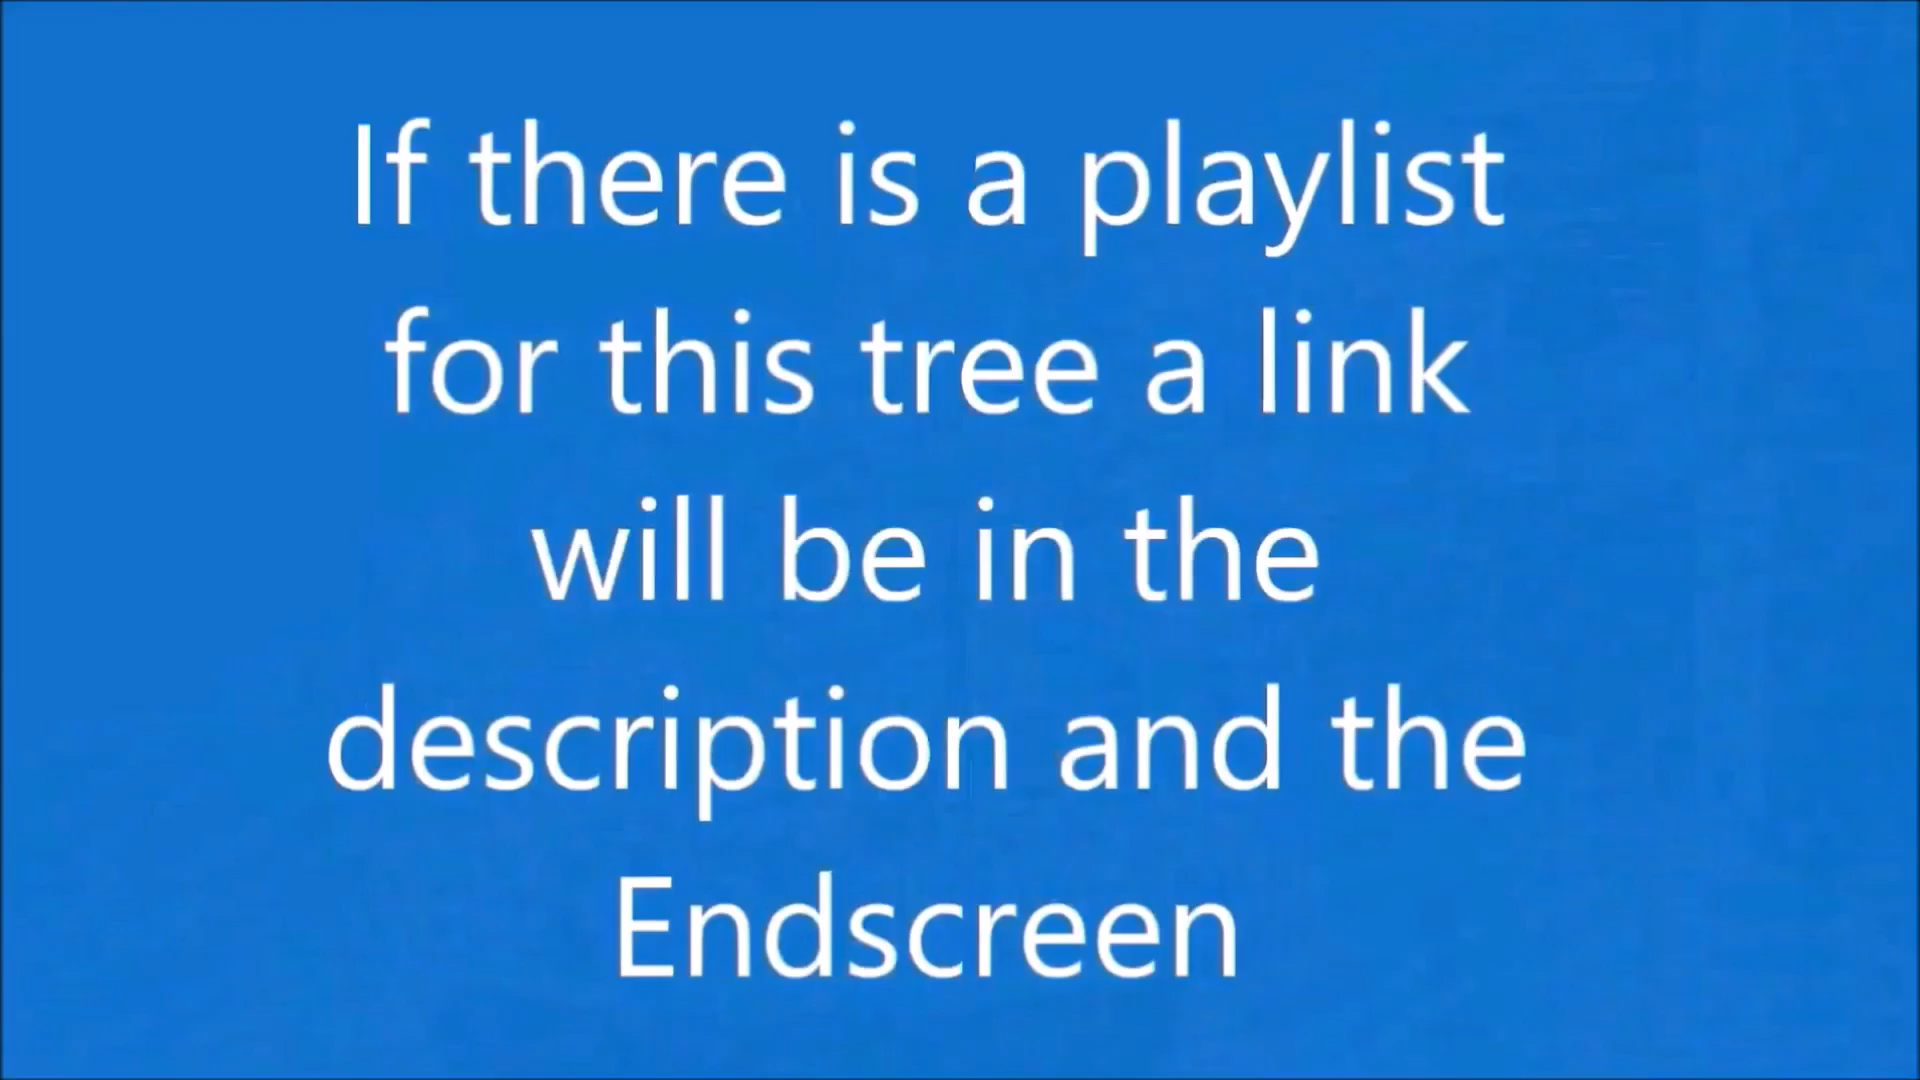 If there is a playlist
for this tree a link
will be in the
description and the
Endscreen